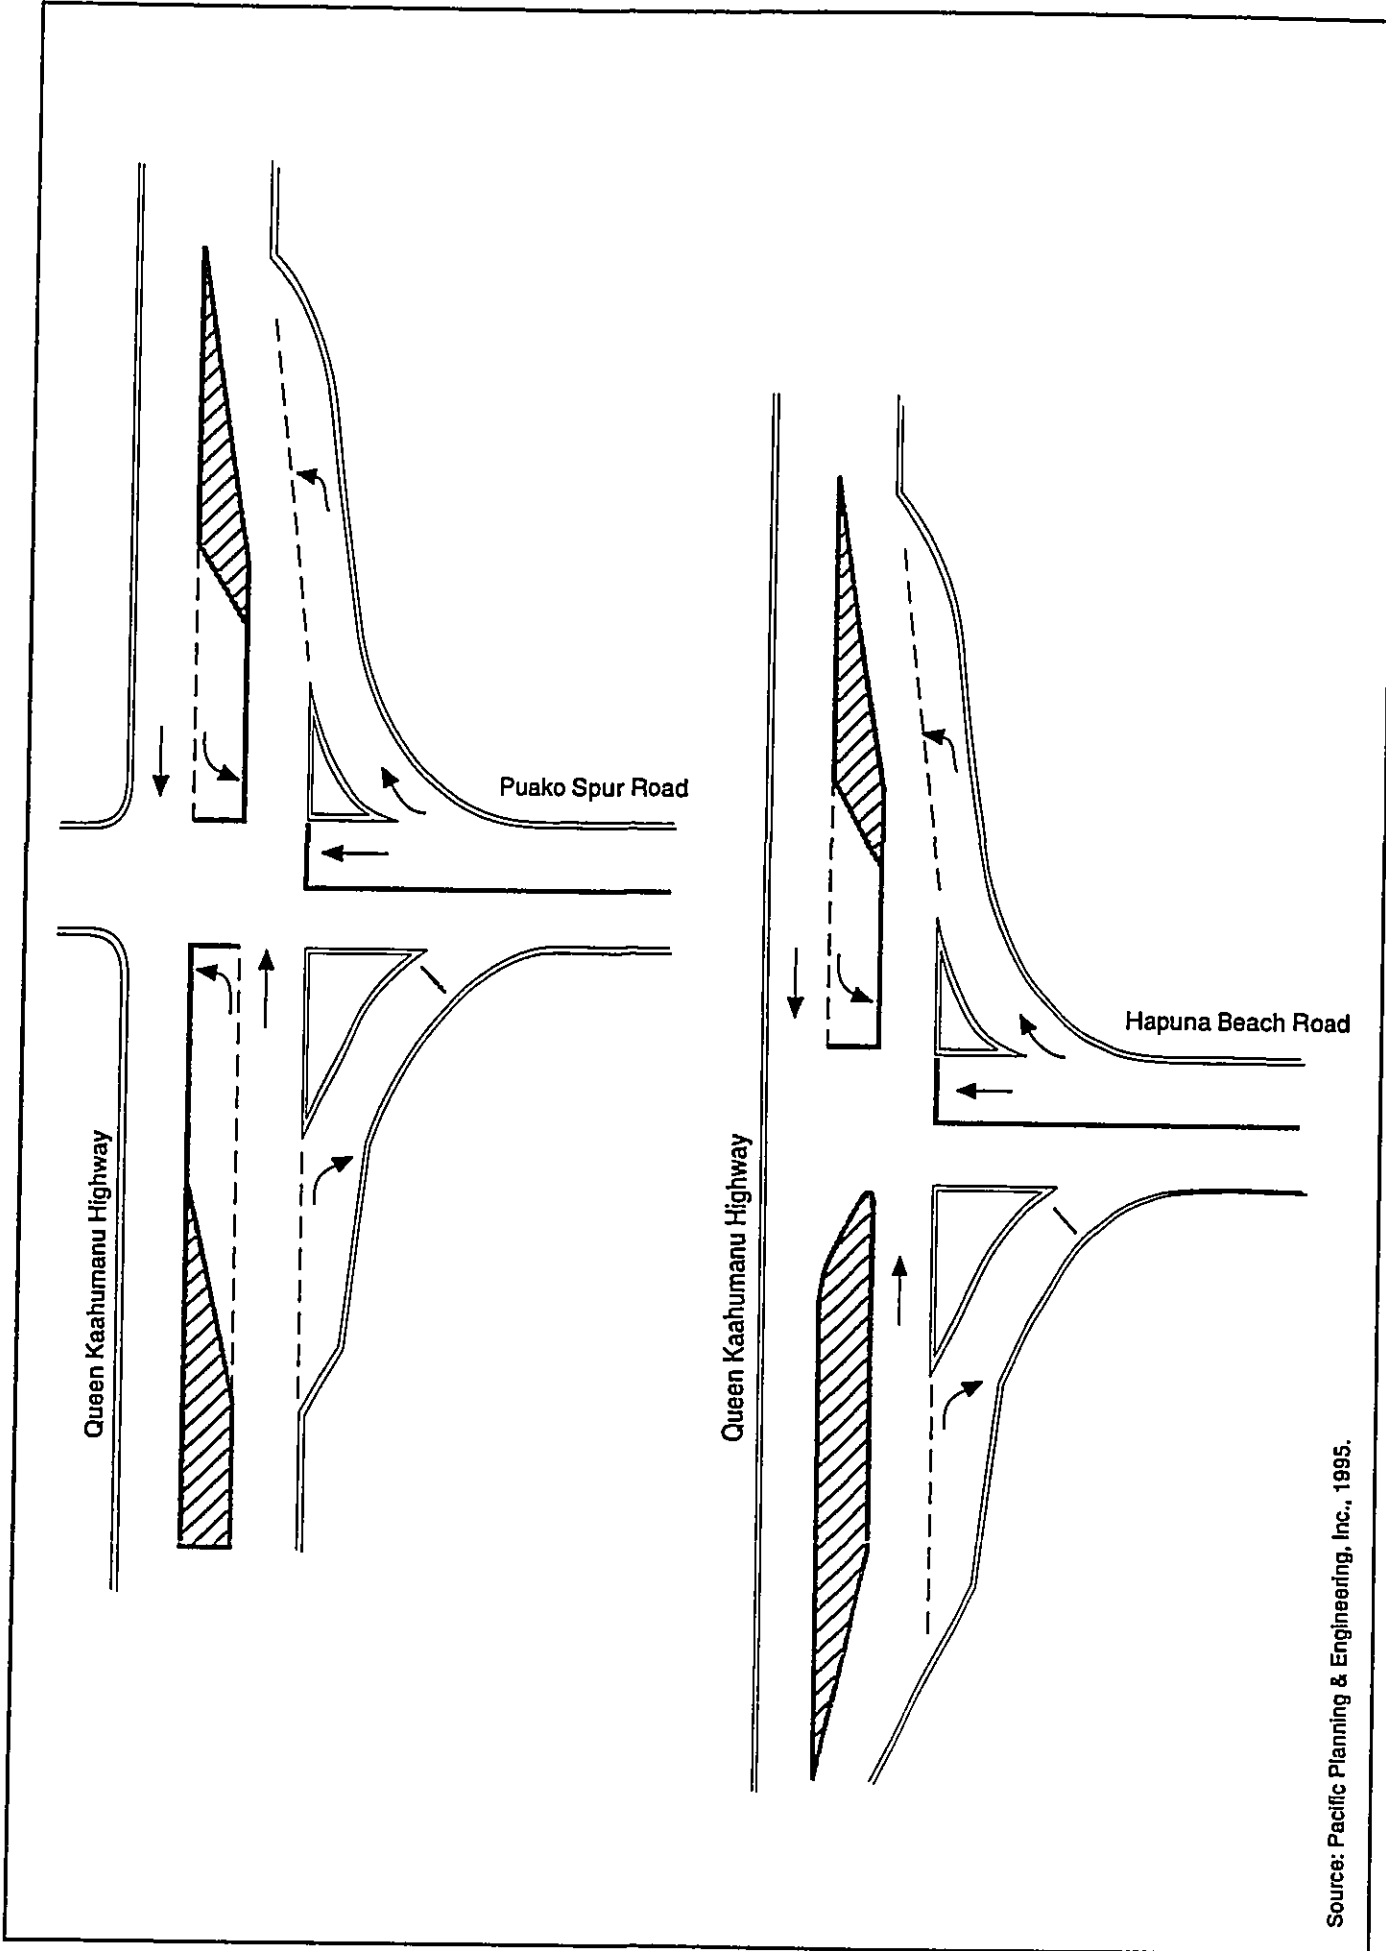 Puako Spur Road
Queen Kaahumanu Highway
Hapuna Beach Road
Queen Kaahumanu Highway
Source: Pacific Planning & Engineering, Inc., 1995.